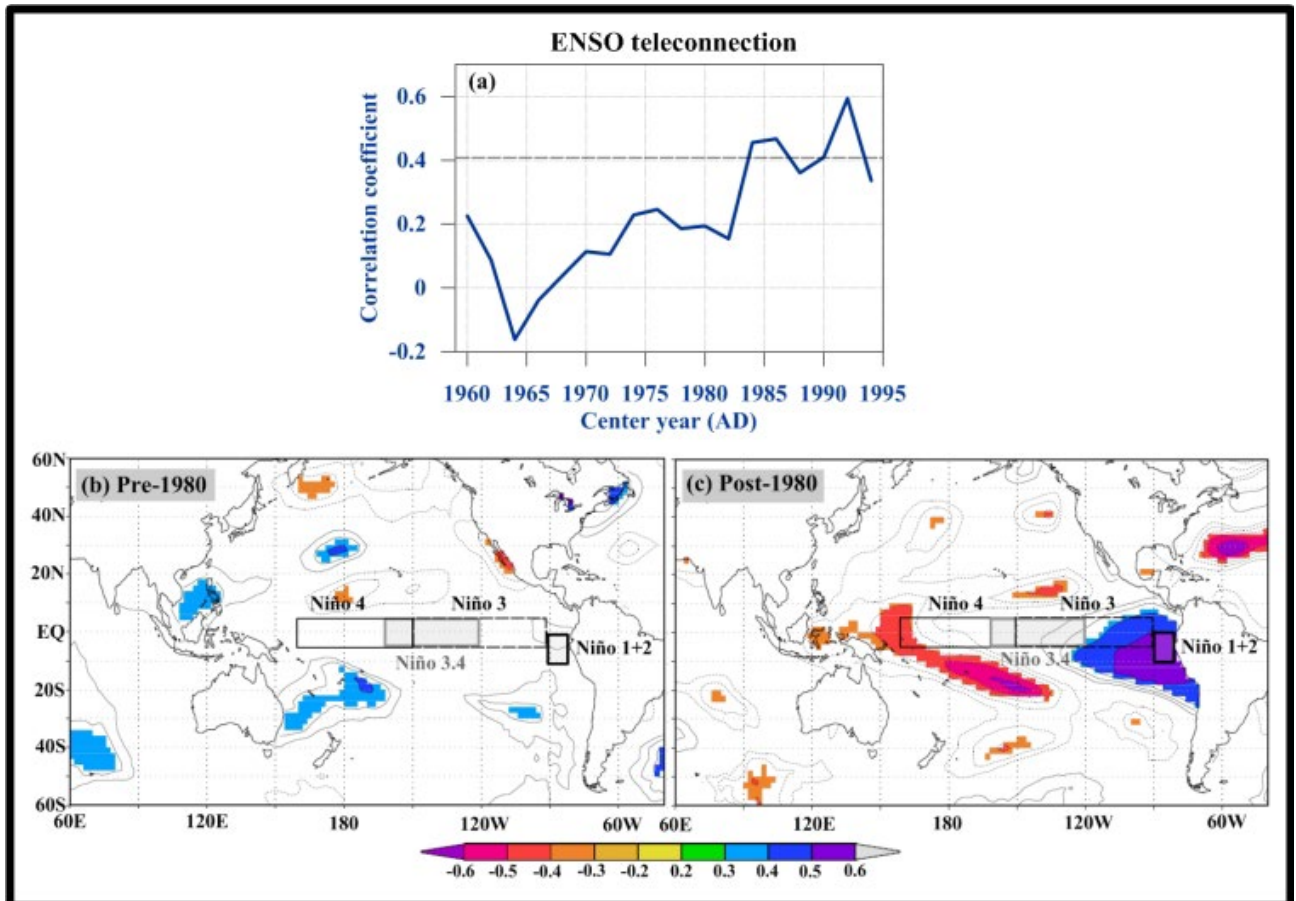 ENSO teleconnection
(a)
Correlation coefficient
0.6
0.4
0.2
0
-0.2
1960 1965 1970 1975 1980 1985 1990 1995
Center year (AD)
(b) Pre-1980
60N
40N
20N
EQ
20S
40S
60S
Niño 4
Niño 3
Niño 1+2
Niño 3.4
60E 120E 180 120W 60W
(c) Post-1980
Niño 4
Niño 3
Niño 1+2
Niño 3.4
60E 120E 180 120W 60W
-0.6 -0.5 -0.4 -0.3 -0.2 0.2 0.3 0.4 0.5 0.6